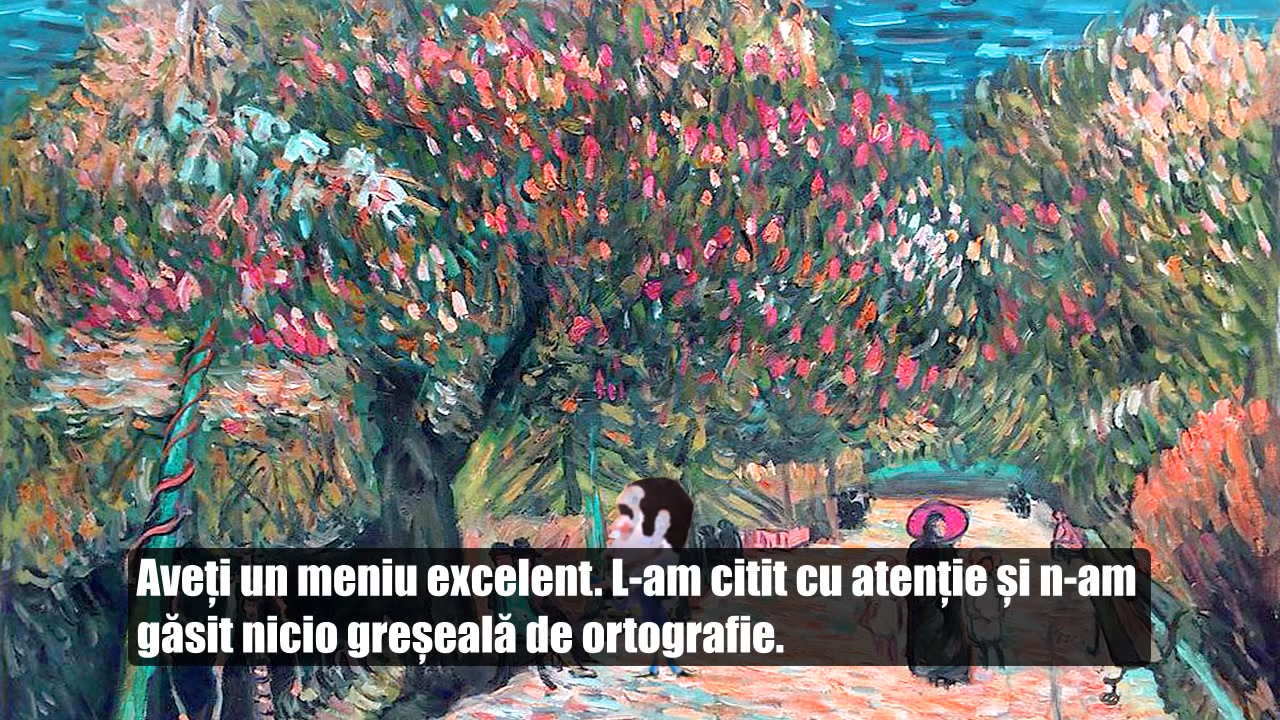 Aveți un meniu excelent. L-am citit cu atenție și n-am
găsit nicio greșeală de ortografie.